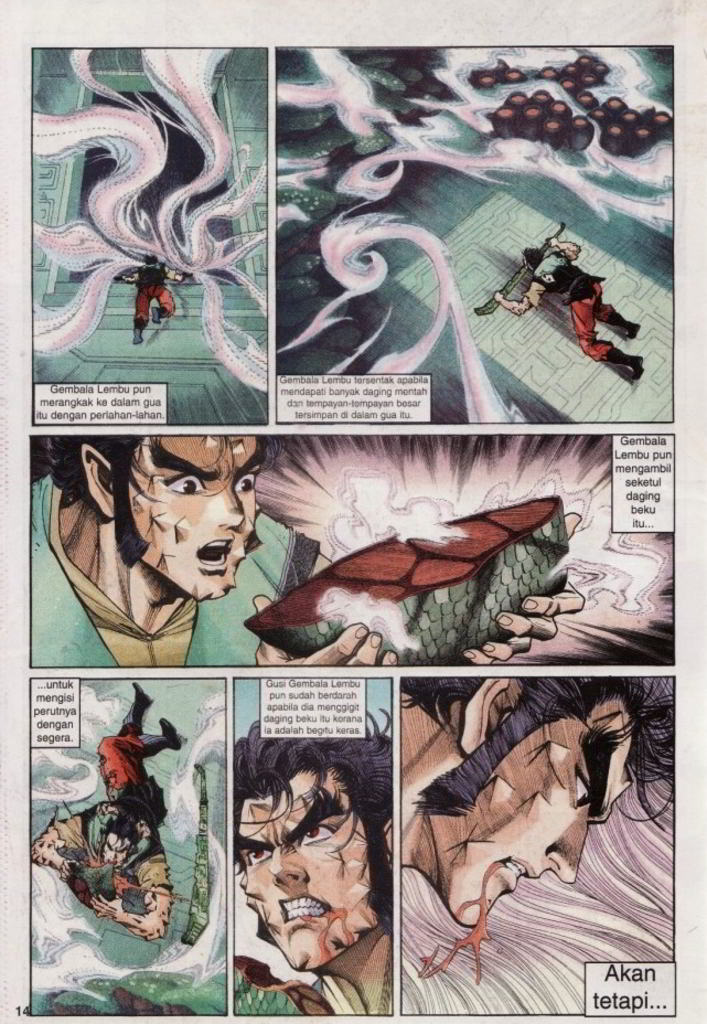 Gembala Lembu pun
merangkak ke dalam gua
itu dengan perlahan-lahan.
Gembala Lembu tersentak apabila
mendapati banyak daging mentah
dan tempayan-tempayan besar
tersimpan di dalam gua itu.
Gembala
Lembu pun
mengambil
seketul
daging
beku
itu...
...untuk
mengisi
perutnya
dengan
segera.
Gusi Gembala Lembu
pun sudah berdarah
apabila dia menggigit
daging beku itu kerana
ia adalah begitu keras.
Akan
tetapi...
14